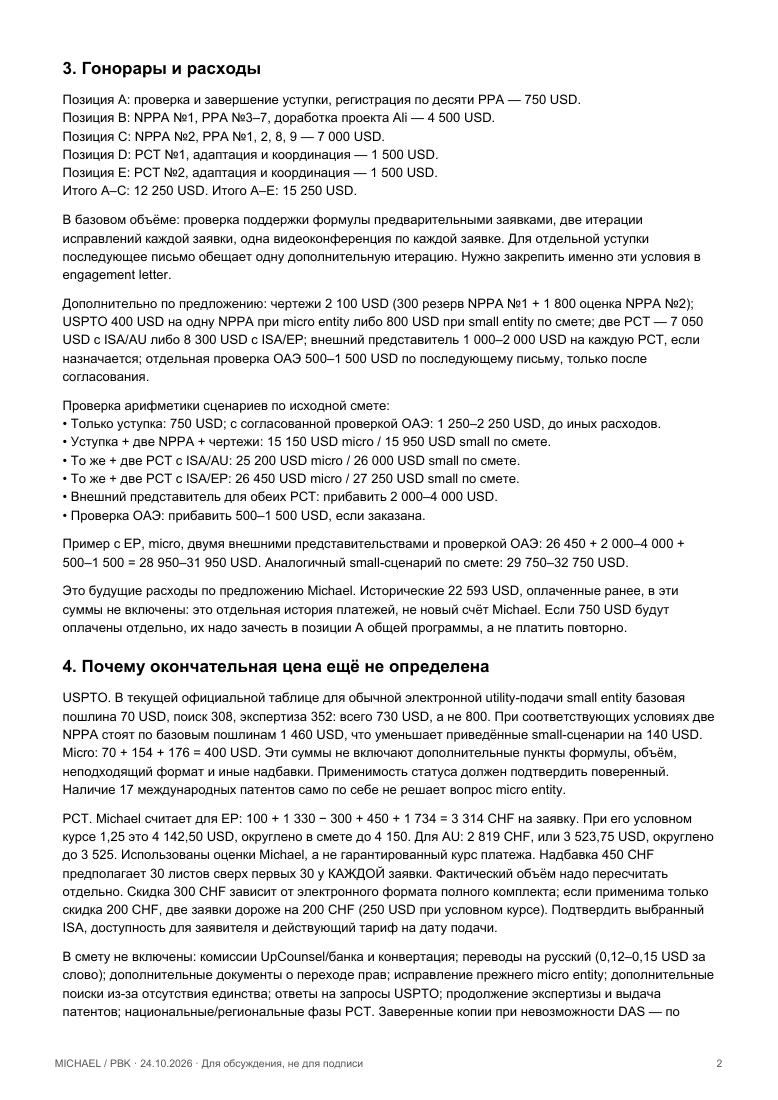 3. Гонорары и расходы
Позиция A: проверка и завершение уступки, регистрация по десяти PPA — 750 USD.
Позиция B: NPPA №1, PPA №3–7, доработка проекта Ali — 4 500 USD.
Позиция C: NPPA №2, PPA №1, 2, 8, 9 — 7 000 USD.
Позиция D: PCT №1, адаптация и координация — 1 500 USD.
Позиция E: PCT №2, адаптация и координация — 1 500 USD.
Итого A–C: 12 250 USD. Итого A–E: 15 250 USD.
В базовом объёме: проверка поддержки формулы предварительными заявками, две итерации
исправлений каждой заявки, одна видеоконференция по каждой заявке. Для отдельной уступки
последующее письмо обещает одну дополнительную итерацию. Нужно закрепить именно эти условия в
engagement letter.
Дополнительно по предложению: чертежи 2 100 USD (300 резерв NPPA №1 + 1 800 оценка NPPA №2);
USPTO 400 USD на одну NPPA при micro entity либо 800 USD при small entity по смете; две PCT — 7 050
USD с ISA/AU либо 8 300 USD с ISA/EP; внешний представитель 1 000–2 000 USD на каждую PCT, если
назначается; отдельная проверка ОАЭ 500–1 500 USD по последующему письму, только после
согласования.
Проверка арифметики сценариев по исходной смете:
• Только уступка: 750 USD; с согласованной проверкой ОАЭ: 1 250–2 250 USD, до иных расходов.
• Уступка + две NPPA + чертежи: 15 150 USD micro / 15 950 USD small по смете.
• То же + две PCT с ISA/AU: 25 200 USD micro / 26 000 USD small по смете.
• То же + две PCT с ISA/EP: 26 450 USD micro / 27 250 USD small по смете.
• Внешний представитель для обеих PCT: прибавить 2 000–4 000 USD.
• Проверка ОАЭ: прибавить 500–1 500 USD, если заказана.
Пример с EP, micro, двумя внешними представительствами и проверкой ОАЭ: 26 450 + 2 000–4 000 +
500–1 500 = 28 950–31 950 USD. Аналогичный small-сценарий по смете: 29 750–32 750 USD.
Это будущие расходы по предложению Michael. Исторические 22 593 USD, оплаченные ранее, в эти
суммы не включены: это отдельная история платежей, не новый счёт Michael. Если 750 USD будут
оплачены отдельно, их надо зачесть в позиции A общей программы, а не платить повторно.
4. Почему окончательная цена ещё не определена
USPTO. В текущей официальной таблице для обычной электронной utility-подачи small entity базовая
пошлина 70 USD, поиск 308, экспертиза 352: всего 730 USD, а не 800. При соответствующих условиях две
NPPA стоят по базовым пошлинам 1 460 USD, что уменьшает приведённые small-сценарии на 140 USD.
Micro: 70 + 154 + 176 = 400 USD. Эти суммы не включают дополнительные пункты формулы, объём,
неподходящий формат и иные надбавки. Применимость статуса должен подтвердить поверенный.
Наличие 17 международных патентов само по себе не решает вопрос micro entity.
PCT. Michael считает для EP: 100 + 1 330 − 300 + 450 + 1 734 = 3 314 CHF на заявку. При его условном
курсе 1,25 это 4 142,50 USD, округлено в смете до 4 150. Для AU: 2 819 CHF, или 3 523,75 USD, округлено
до 3 525. Использованы оценки Michael, а не гарантированный курс платежа. Надбавка 450 CHF
предполагает 30 листов сверх первых 30 у КАЖДОЙ заявки. Фактический объём надо пересчитать
отдельно. Скидка 300 CHF зависит от электронного формата полного комплекта; если применима только
скидка 200 CHF, две заявки дороже на 200 CHF (250 USD при условном курсе). Подтвердить выбранный
ISA, доступность для заявителя и действующий тариф на дату подачи.
В смету не включены: комиссии UpCounsel/банка и конвертация; переводы на русский (0,12–0,15 USD за
слово); дополнительные документы о переходе прав; исправление прежнего micro entity; дополнительные
поиски из-за отсутствия единства; ответы на запросы USPTO; продолжение экспертизы и выдача
патентов; национальные/региональные фазы PCT. Заверенные копии при невозможности DAS — по
MICHAEL / PBK · 24.10.2026 · Для обсуждения, не для подписи
2